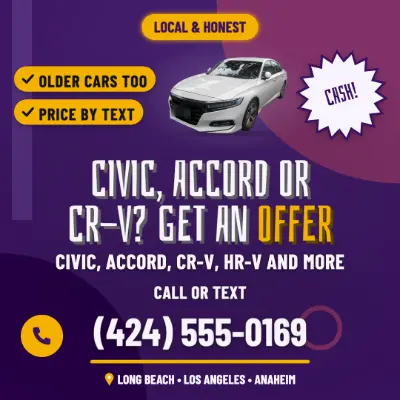 LOCAL & HONEST
OLDER CARS TOO
PRICE BY TEXT
CASH!
CIVIC, ACCORD OR
CR–V? GET AN OFFER
CIVIC, ACCORD, CR-V, HR-V AND MORE
CALL OR TEXT
(424) 555-0169
LONG BEACH • LOS ANGELES • ANAHEIM